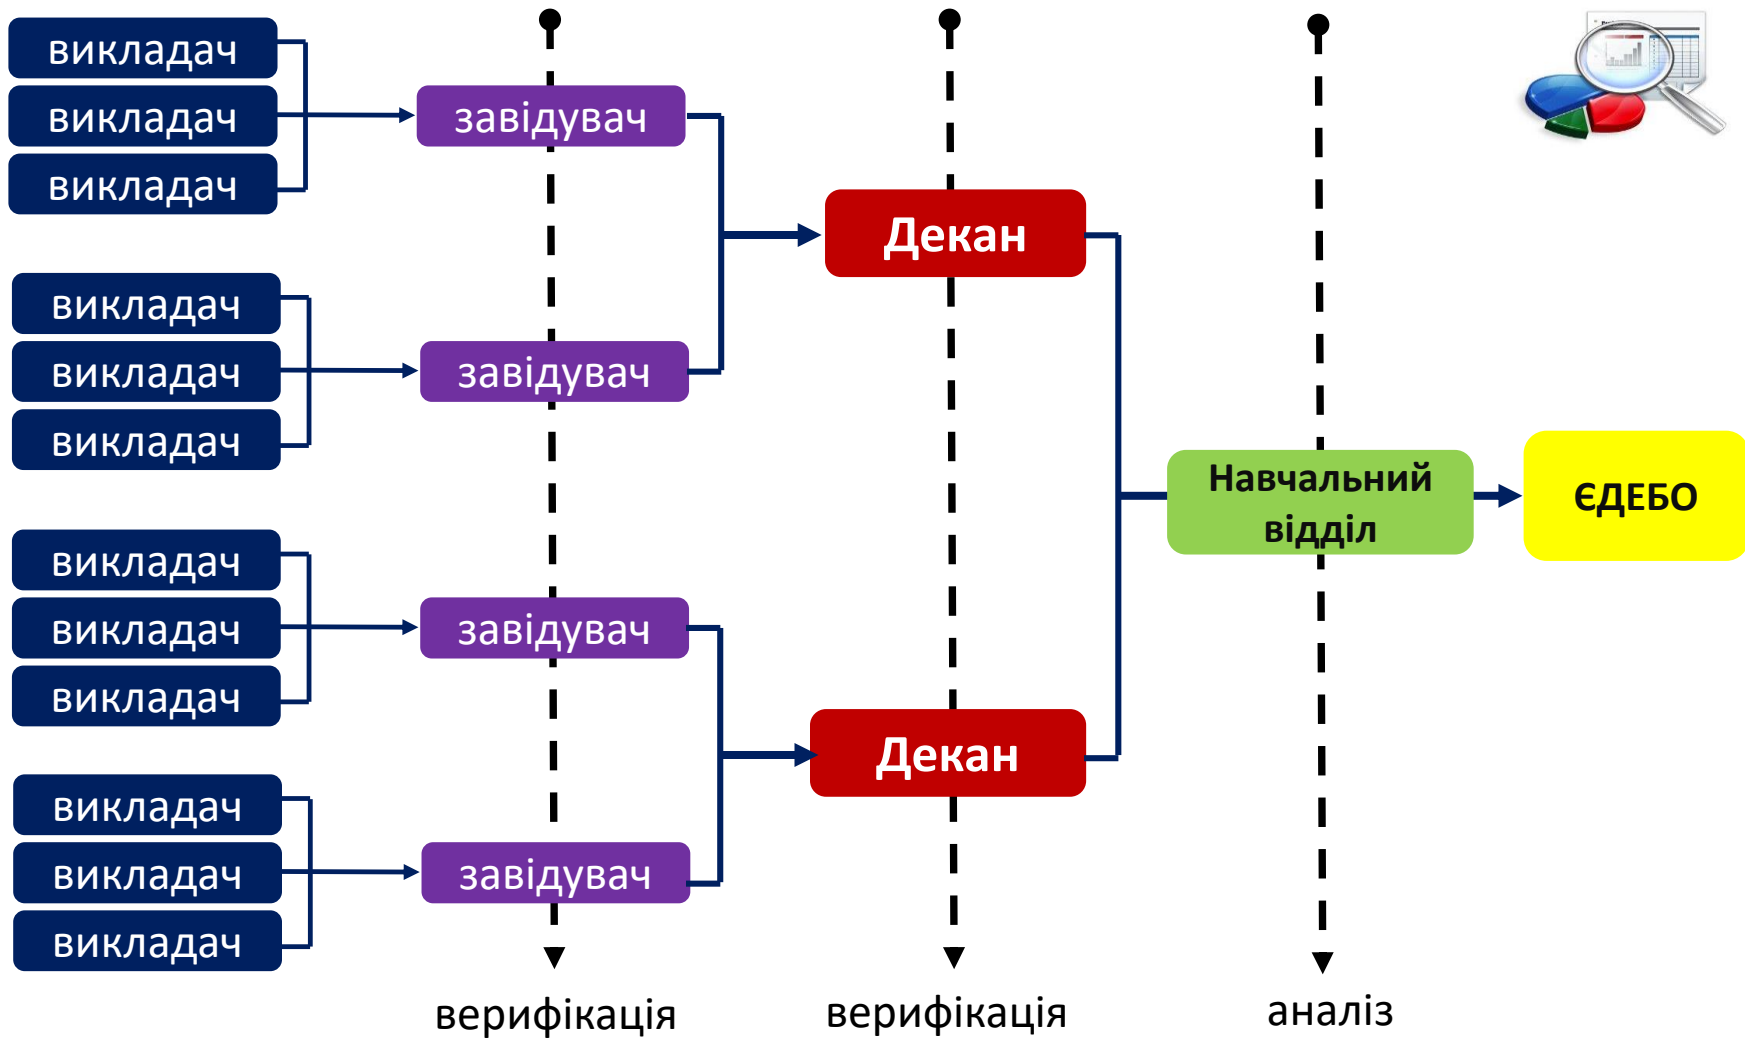 викладач
викладач
викладач
викладач
викладач
викладач
викладач
викладач
викладач
викладач
викладач
викладач
завідувач
завідувач
завідувач
завідувач
Декан
Декан
Навчальний
відділ
ЄДЕБО
верифікація
верифікація
аналіз